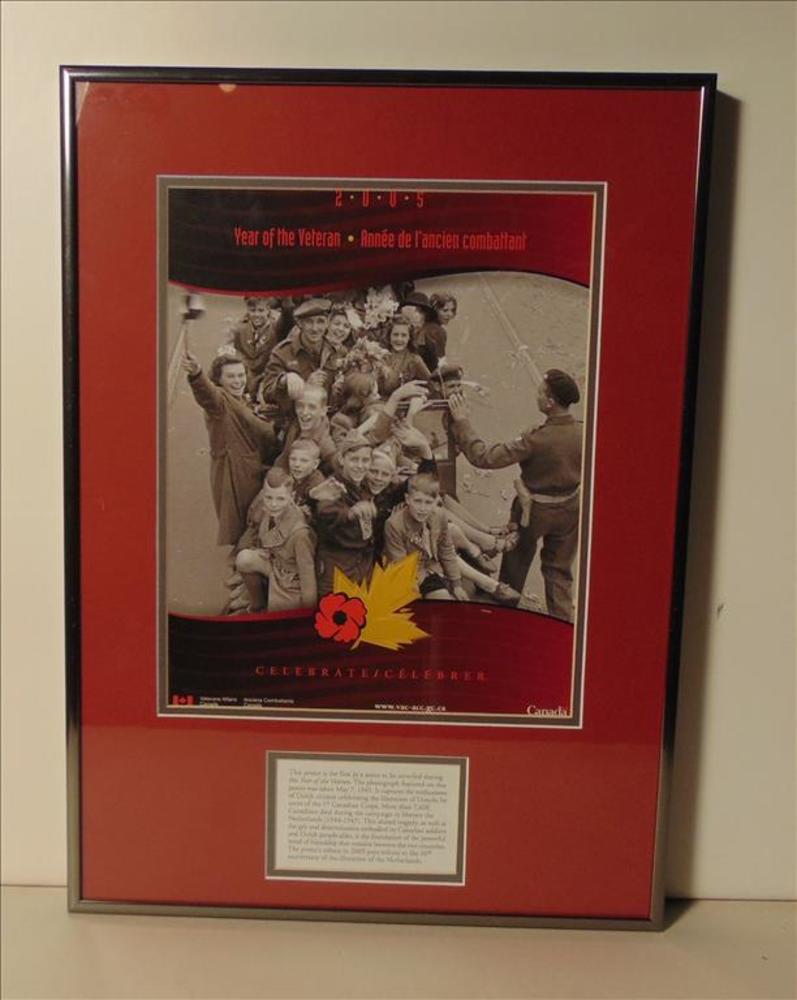 2 • 0 • 0 • 5
Year of the Veteran • Année de l'ancien combattant
CELEBRATE/CÉLÉBRER
Veterans Affairs Anciens Combattants
Canada Canada
www.vac-acc.gc.ca
Canada
This poster is the first in a series to be unveiled during
the Year of the Veteran. The photograph featured on this
poster was taken May 7, 1945. It captures the enthusiasm
of Dutch citizens celebrating the liberation of Utrecht by
units of the 1st Canadian Corps. More than 7,600
Canadians died during the campaign to liberate the
Netherlands (1944-1945). This shared tragedy, as well as
the grit and determination embodied by Canadian soldiers
and Dutch people alike, is the foundation of the powerful
bond of friendship that remains between the two countries.
The poster's release in 2005 pays tribute to the 60th
anniversary of the liberation of the Netherlands.